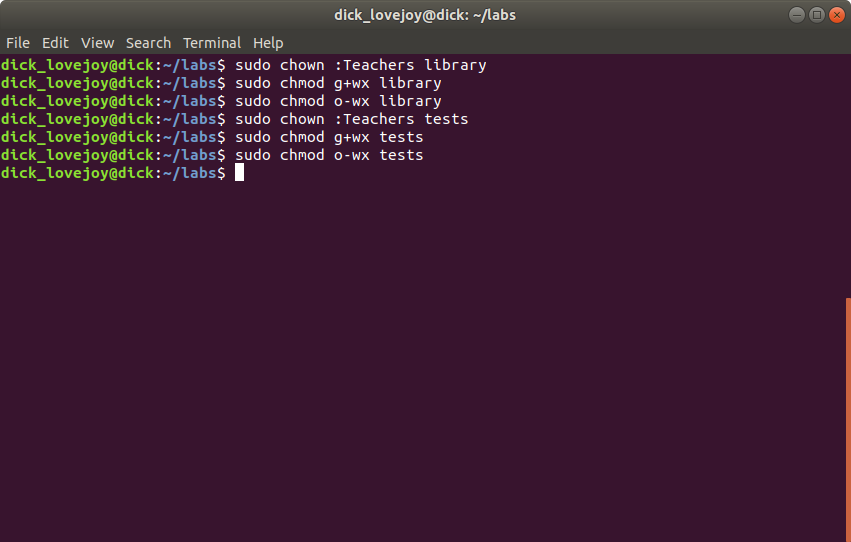 dick_lovejoy@dick: ~/labs
File Edit View Search Terminal Help
dick_lovejoy@dick:~/labs$ sudo chown :Teachers library
dick_lovejoy@dick:~/labs$ sudo chmod g+wx library
dick_lovejoy@dick:~/labs$ sudo chmod o-wx library
dick_lovejoy@dick:~/labs$ sudo chown :Teachers tests
dick_lovejoy@dick:~/labs$ sudo chmod g+wx tests
dick_lovejoy@dick:~/labs$ sudo chmod o-wx tests
dick_lovejoy@dick:~/labs$